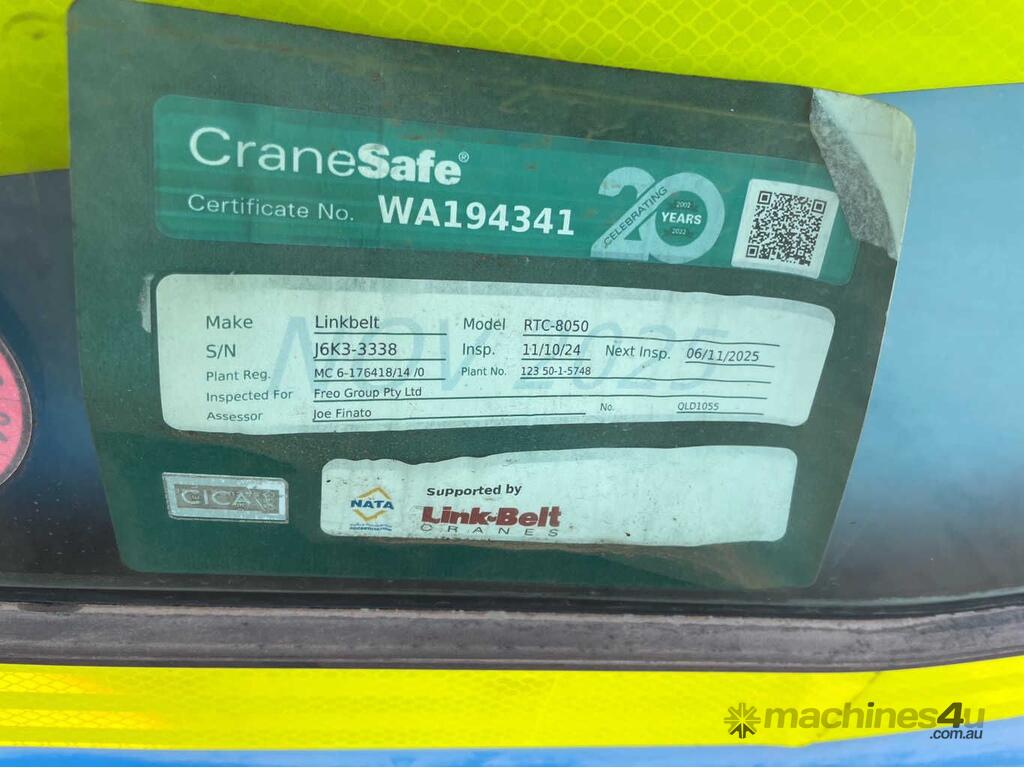 CraneSafe®
Certificate No. WA194341
CELEBRATING 20 YEARS
2002
2022
NOV 2025
Make Linkbelt Model RTC-8050
S/N J6K3-3338 Insp. 11/10/24 Next Insp. 06/11/2025
Plant Reg. MC 6-176418/14 /0 Plant No. 123 50-1-5748
Inspected For Freo Group Pty Ltd
Assessor Joe Finato No. QLD1055
CICA
NATA
Supported by
Link-Belt
CRANES
machines4u
.com.au